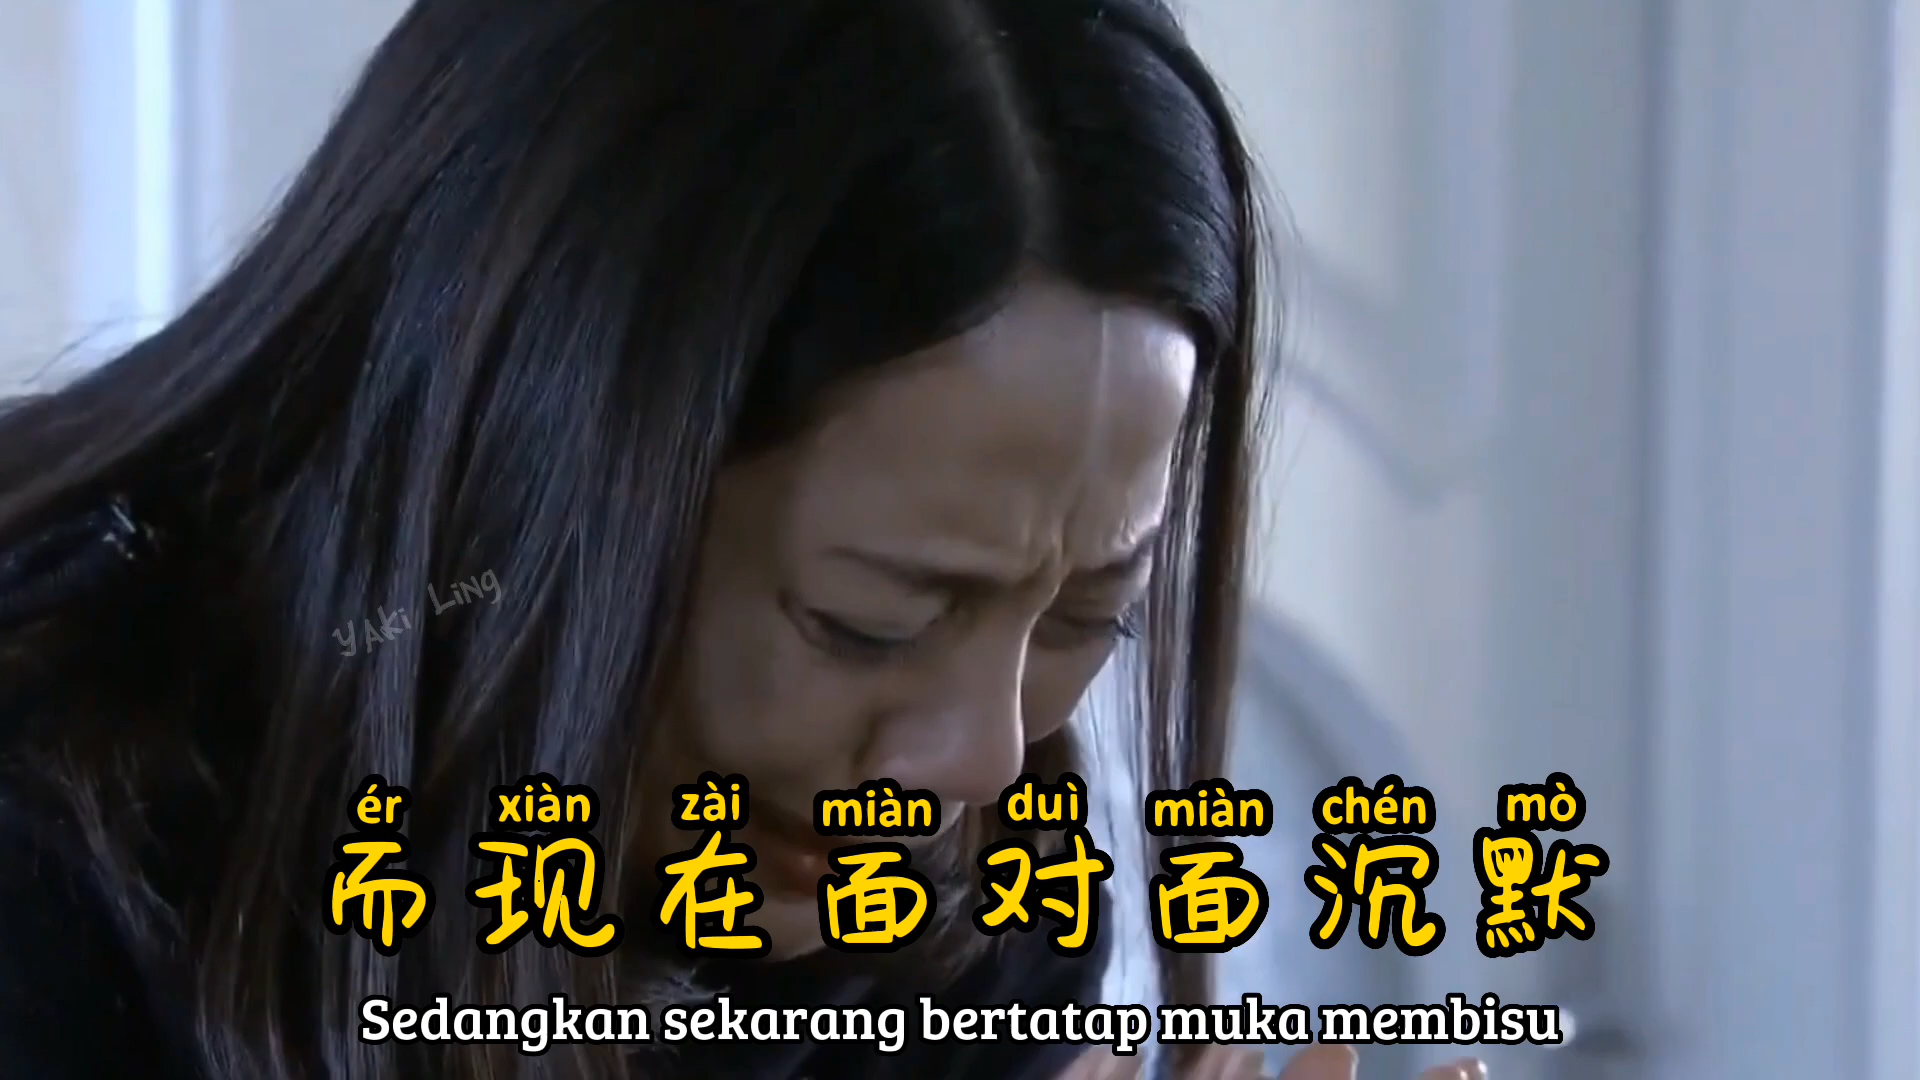 YAki LiNg
ér xiàn zài miàn duì miàn chén mò
而现在面对面沉默
Sedangkan sekarang bertatap muka membisu